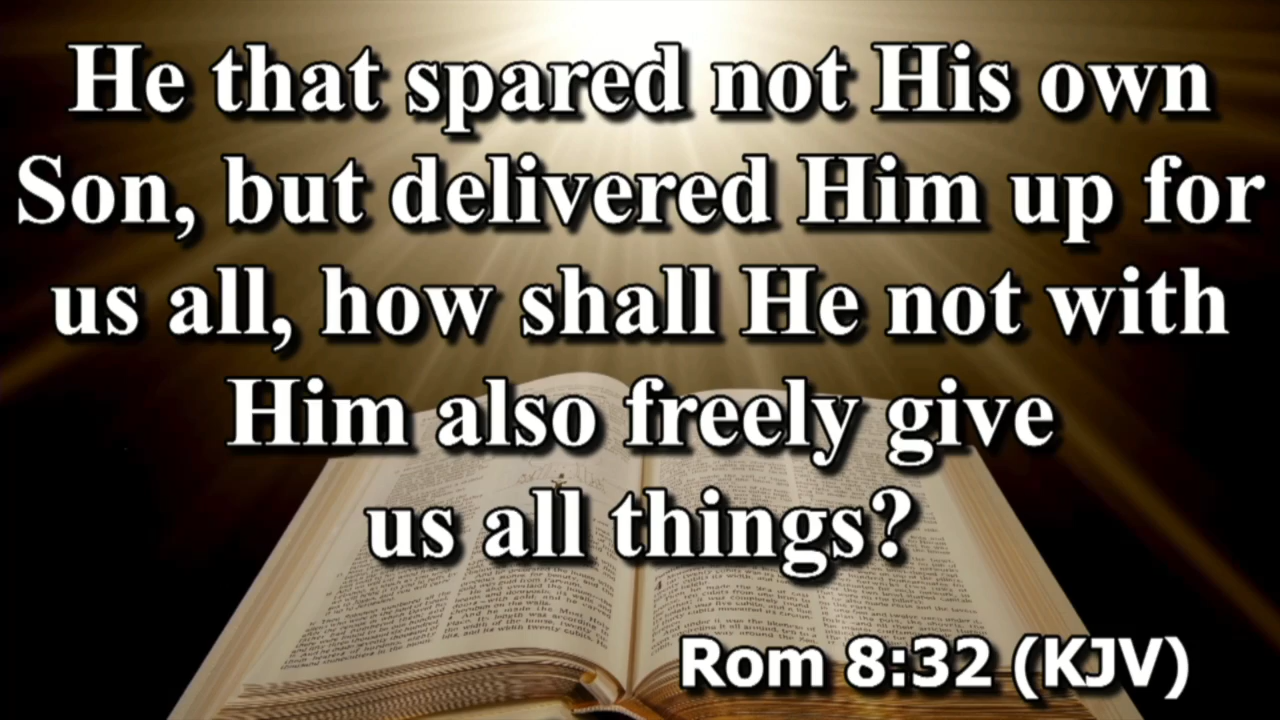 He that spared not His own
Son, but delivered Him up for
us all, how shall He not with
Him also freely give
us all things?
Rom 8:32 (KJV)